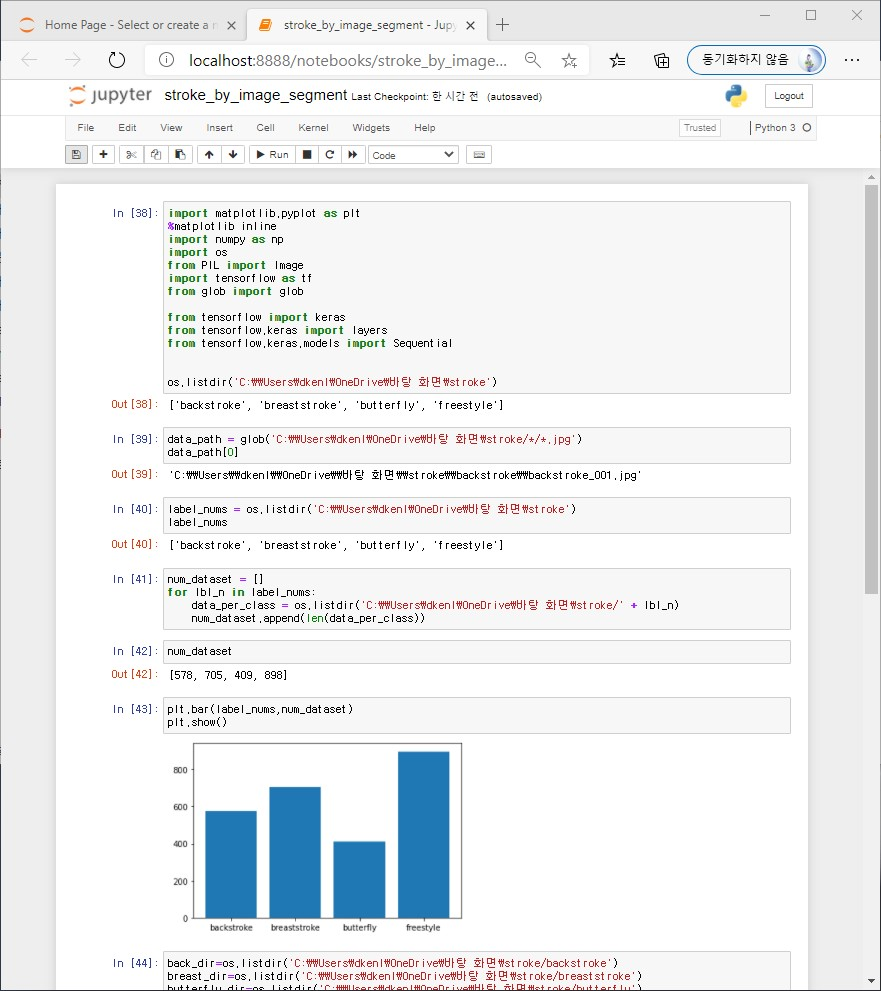 Home Page - Select or create a n
stroke_by_image_segment - Jupy
localhost:8888/notebooks/stroke_by_image...
동기화하지 않음
jupyter stroke_by_image_segment Last Checkpoint: 한 시간 전 (autosaved)
Logout
File Edit View Insert Cell Kernel Widgets Help
Trusted
Python 3
Run
Code
In [38]:
import matplotlib.pyplot as plt
%matplotlib inline
import numpy as np
import os
from PIL import Image
import tensorflow as tf
from glob import glob
from tensorflow import keras
from tensorflow.keras import layers
from tensorflow.keras.models import Sequential
os.listdir('C:₩₩Users₩dkenl₩OneDrive₩바탕 화면₩stroke')
Out [38]: ['backstroke', 'breaststroke', 'butterfly', 'freestyle']
In [39]:
data_path = glob('C:₩₩Users₩dkenl₩OneDrive₩바탕 화면₩stroke/*/*.jpg')
data_path[0]
Out [39]: 'C:₩₩Users₩₩dkenl₩₩OneDrive₩₩바탕 화면₩₩stroke₩₩backstroke₩₩backstroke_001.jpg'
In [40]:
label_nums = os.listdir('C:₩₩Users₩dkenl₩OneDrive₩바탕 화면₩stroke')
label_nums
Out [40]: ['backstroke', 'breaststroke', 'butterfly', 'freestyle']
In [41]:
num_dataset = []
for lbl_n in label_nums:
    data_per_class = os.listdir('C:₩₩Users₩dkenl₩OneDrive₩바탕 화면₩stroke/' + lbl_n)
    num_dataset.append(len(data_per_class))
In [42]: num_dataset
Out [42]: [578, 705, 409, 898]
In [43]:
plt.bar(label_nums,num_dataset)
plt.show()
800
600
400
200
0
backstroke breaststroke butterfly freestyle
In [44]:
back_dir=os.listdir('C:₩₩Users₩dkenl₩OneDrive₩바탕 화면₩stroke/backstroke')
breast_dir=os.listdir('C:₩₩Users₩dkenl₩OneDrive₩바탕 화면₩stroke/breaststroke')
butterfly_dir=os.listdir('C:₩₩Users₩dkenl₩OneDrive₩바탕 화면₩stroke/butterfly')